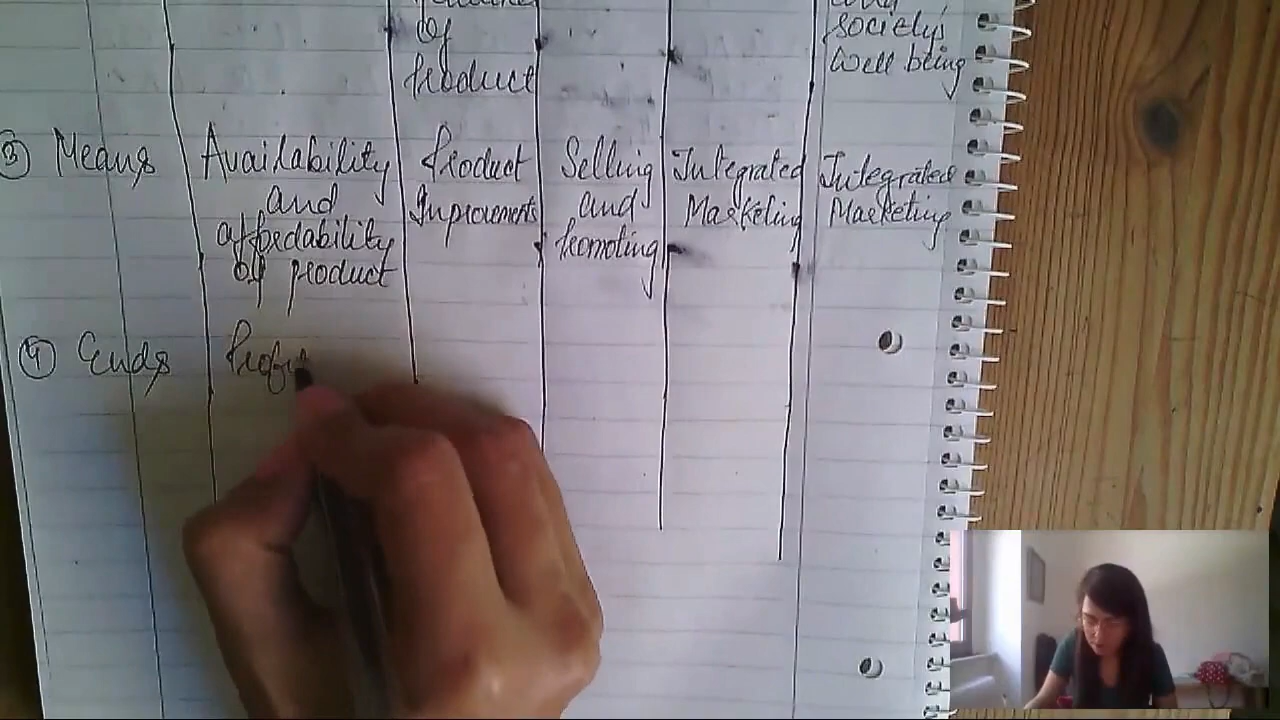 of
product
society's
well being
③ Means
Availability
and
affordability
of product
Product
Improvements
Selling
and
promoting
Integrated
Marketing
Integrated
Marketing
④ Ends